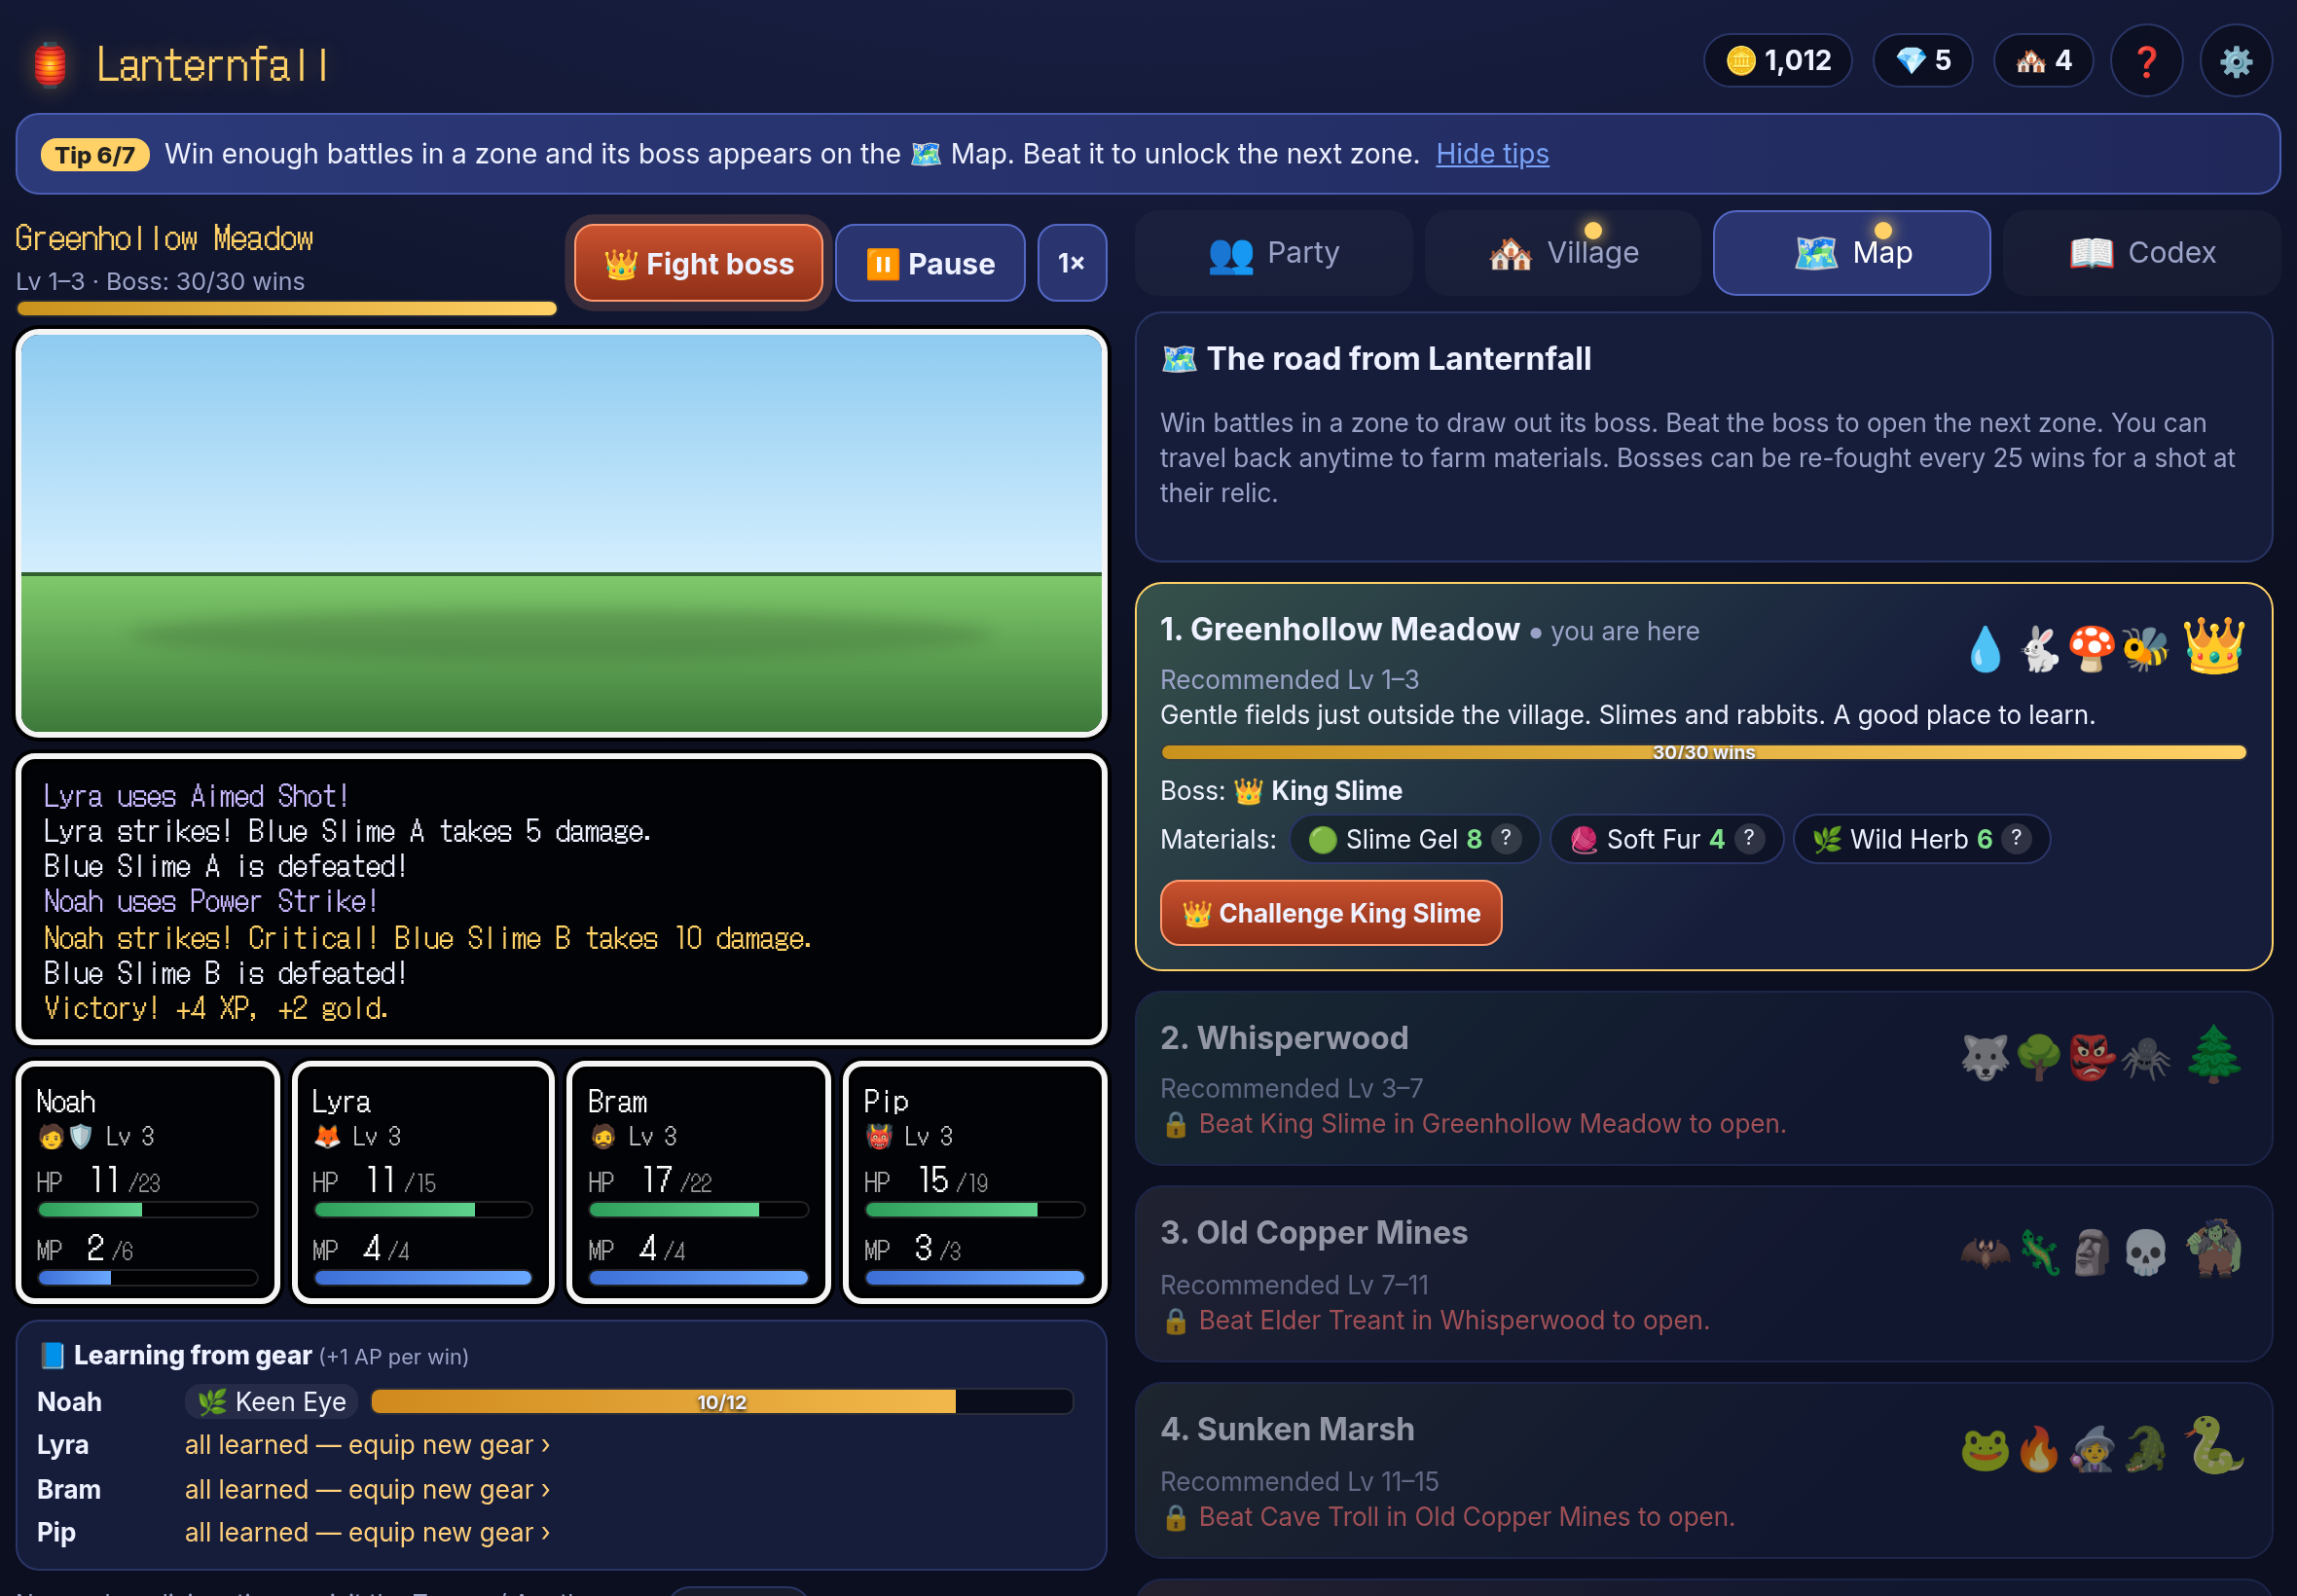 Lanternfall
1,012
5
4
Tip 6/7 Win enough battles in a zone and its boss appears on the Map. Beat it to unlock the next zone. Hide tips
Greenhollow Meadow
Lv 1–3 · Boss: 30/30 wins
Fight boss
Pause
1×
Party
Village
Map
Codex
Lyra uses Aimed Shot!
Lyra strikes! Blue Slime A takes 5 damage.
Blue Slime A is defeated!
Noah uses Power Strike!
Noah strikes! Critical! Blue Slime B takes 10 damage.
Blue Slime B is defeated!
Victory! +4 XP, +2 gold.
Noah
Lv 3
HP 11 /23
MP 2 /6
Lyra
Lv 3
HP 11 /15
MP 4 /4
Bram
Lv 3
HP 17 /22
MP 4 /4
Pip
Lv 3
HP 15 /19
MP 3 /3
Learning from gear (+1 AP per win)
Noah Keen Eye 10/12
Lyra all learned — equip new gear ›
Bram all learned — equip new gear ›
Pip all learned — equip new gear ›
The road from Lanternfall
Win battles in a zone to draw out its boss. Beat the boss to open the next zone. You can
travel back anytime to farm materials. Bosses can be re-fought every 25 wins for a shot at
their relic.
1. Greenhollow Meadow ● you are here
Recommended Lv 1–3
Gentle fields just outside the village. Slimes and rabbits. A good place to learn.
30/30 wins
Boss: King Slime
Materials: Slime Gel 8 ? Soft Fur 4 ? Wild Herb 6 ?
Challenge King Slime
2. Whisperwood
Recommended Lv 3–7
Beat King Slime in Greenhollow Meadow to open.
3. Old Copper Mines
Recommended Lv 7–11
Beat Elder Treant in Whisperwood to open.
4. Sunken Marsh
Recommended Lv 11–15
Beat Cave Troll in Old Copper Mines to open.